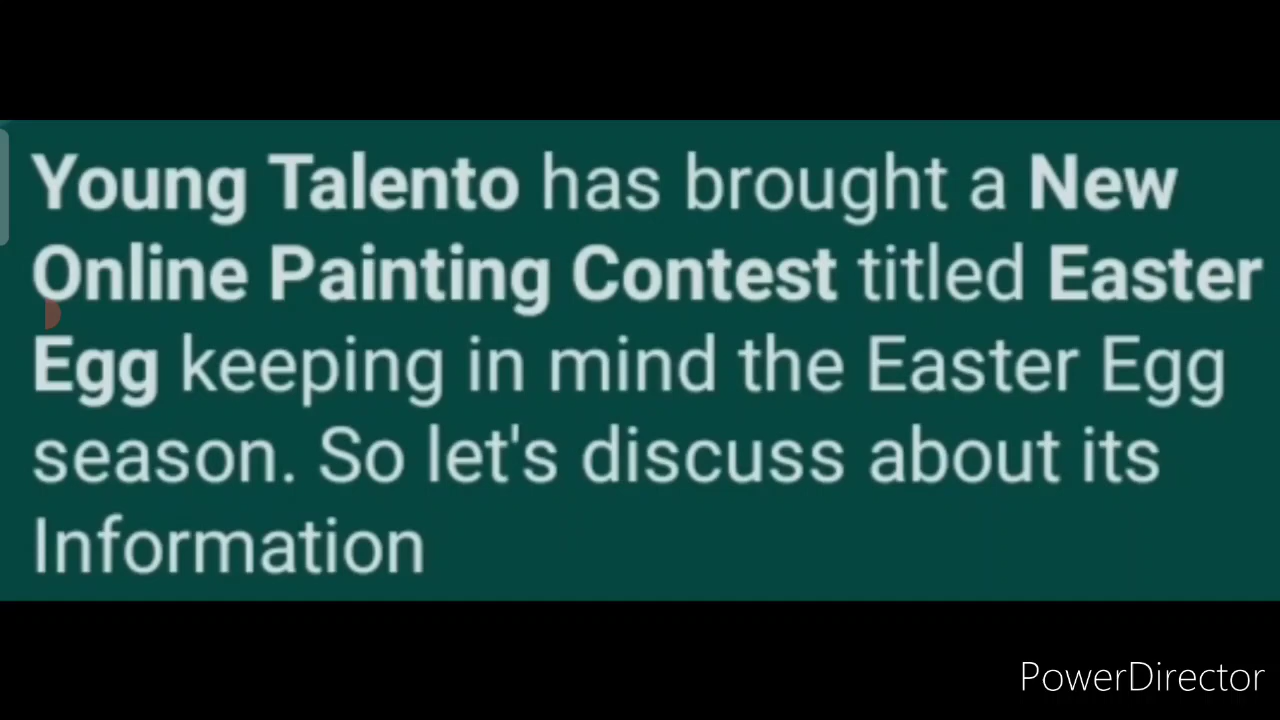 Young Talento has brought a New
Online Painting Contest titled Easter
Egg keeping in mind the Easter Egg
season. So let's discuss about its
Information
PowerDirector